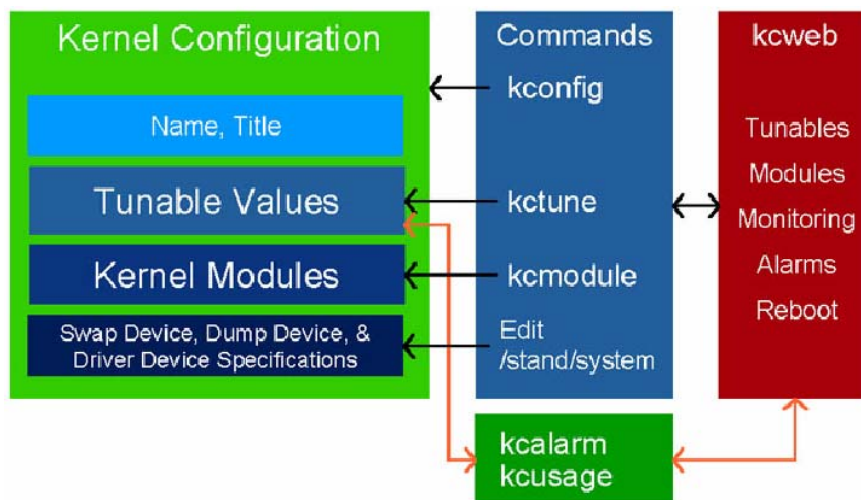 Kernel Configuration
Name, Title
Tunable Values
Kernel Modules
Swap Device, Dump Device, &
Driver Device Specifications
Commands
kconfig
kctune
kcmodule
Edit
/stand/system
kcweb
Tunables
Modules
Monitoring
Alarms
Reboot
kcalarm
kcusage